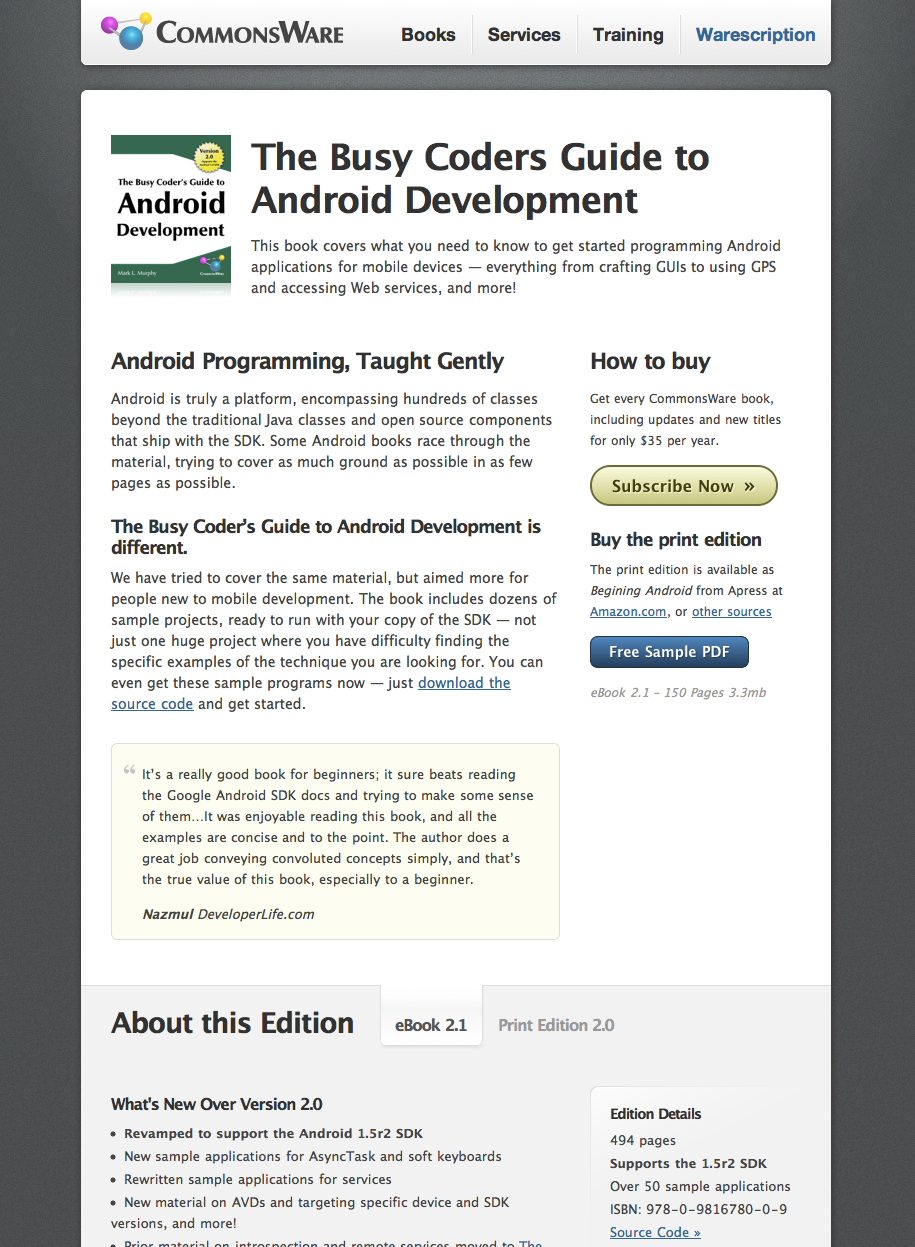 COMMONSWARE
Books
Services
Training
Warescription
Version
2.0
The Busy Coder's Guide to
Android
Development
Mark L. Murphy
The Busy Coders Guide to
Android Development
This book covers what you need to know to get started programming Android
applications for mobile devices — everything from crafting GUIs to using GPS
and accessing Web services, and more!
Android Programming, Taught Gently
Android is truly a platform, encompassing hundreds of classes
beyond the traditional Java classes and open source components
that ship with the SDK. Some Android books race through the
material, trying to cover as much ground as possible in as few
pages as possible.
The Busy Coder's Guide to Android Development is
different.
We have tried to cover the same material, but aimed more for
people new to mobile development. The book includes dozens of
sample projects, ready to run with your copy of the SDK — not
just one huge project where you have difficulty finding the
specific examples of the technique you are looking for. You can
even get these sample programs now — just download the
source code and get started.
“ It's a really good book for beginners; it sure beats reading
the Google Android SDK docs and trying to make some sense
of them...It was enjoyable reading this book, and all the
examples are concise and to the point. The author does a
great job conveying convoluted concepts simply, and that's
the true value of this book, especially to a beginner.
Nazmul DeveloperLife.com
How to buy
Get every CommonsWare book,
including updates and new titles
for only $35 per year.
Subscribe Now »
Buy the print edition
The print edition is available as
Begining Android from Apress at
Amazon.com, or other sources
Free Sample PDF
eBook 2.1 – 150 Pages 3.3mb
About this Edition
eBook 2.1
Print Edition 2.0
What's New Over Version 2.0
• Revamped to support the Android 1.5r2 SDK
• New sample applications for AsyncTask and soft keyboards
• Rewritten sample applications for services
• New material on AVDs and targeting specific device and SDK
versions, and more!
• Prior material on introspection and remote services moved to The
Edition Details
494 pages
Supports the 1.5r2 SDK
Over 50 sample applications
ISBN: 978-0-9816780-0-9
Source Code »